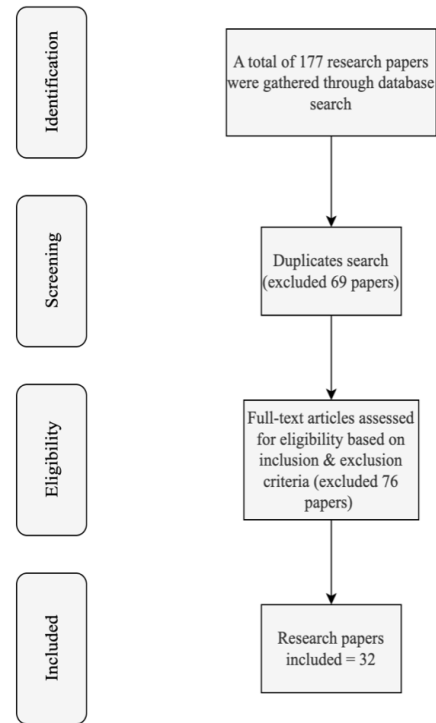 Identification
A total of 177 research papers
were gathered through database
search
Screening
Duplicates search
(excluded 69 papers)
Eligibility
Full-text articles assessed
for eligibility based on
inclusion & exclusion
criteria (excluded 76
papers)
Included
Research papers
included = 32